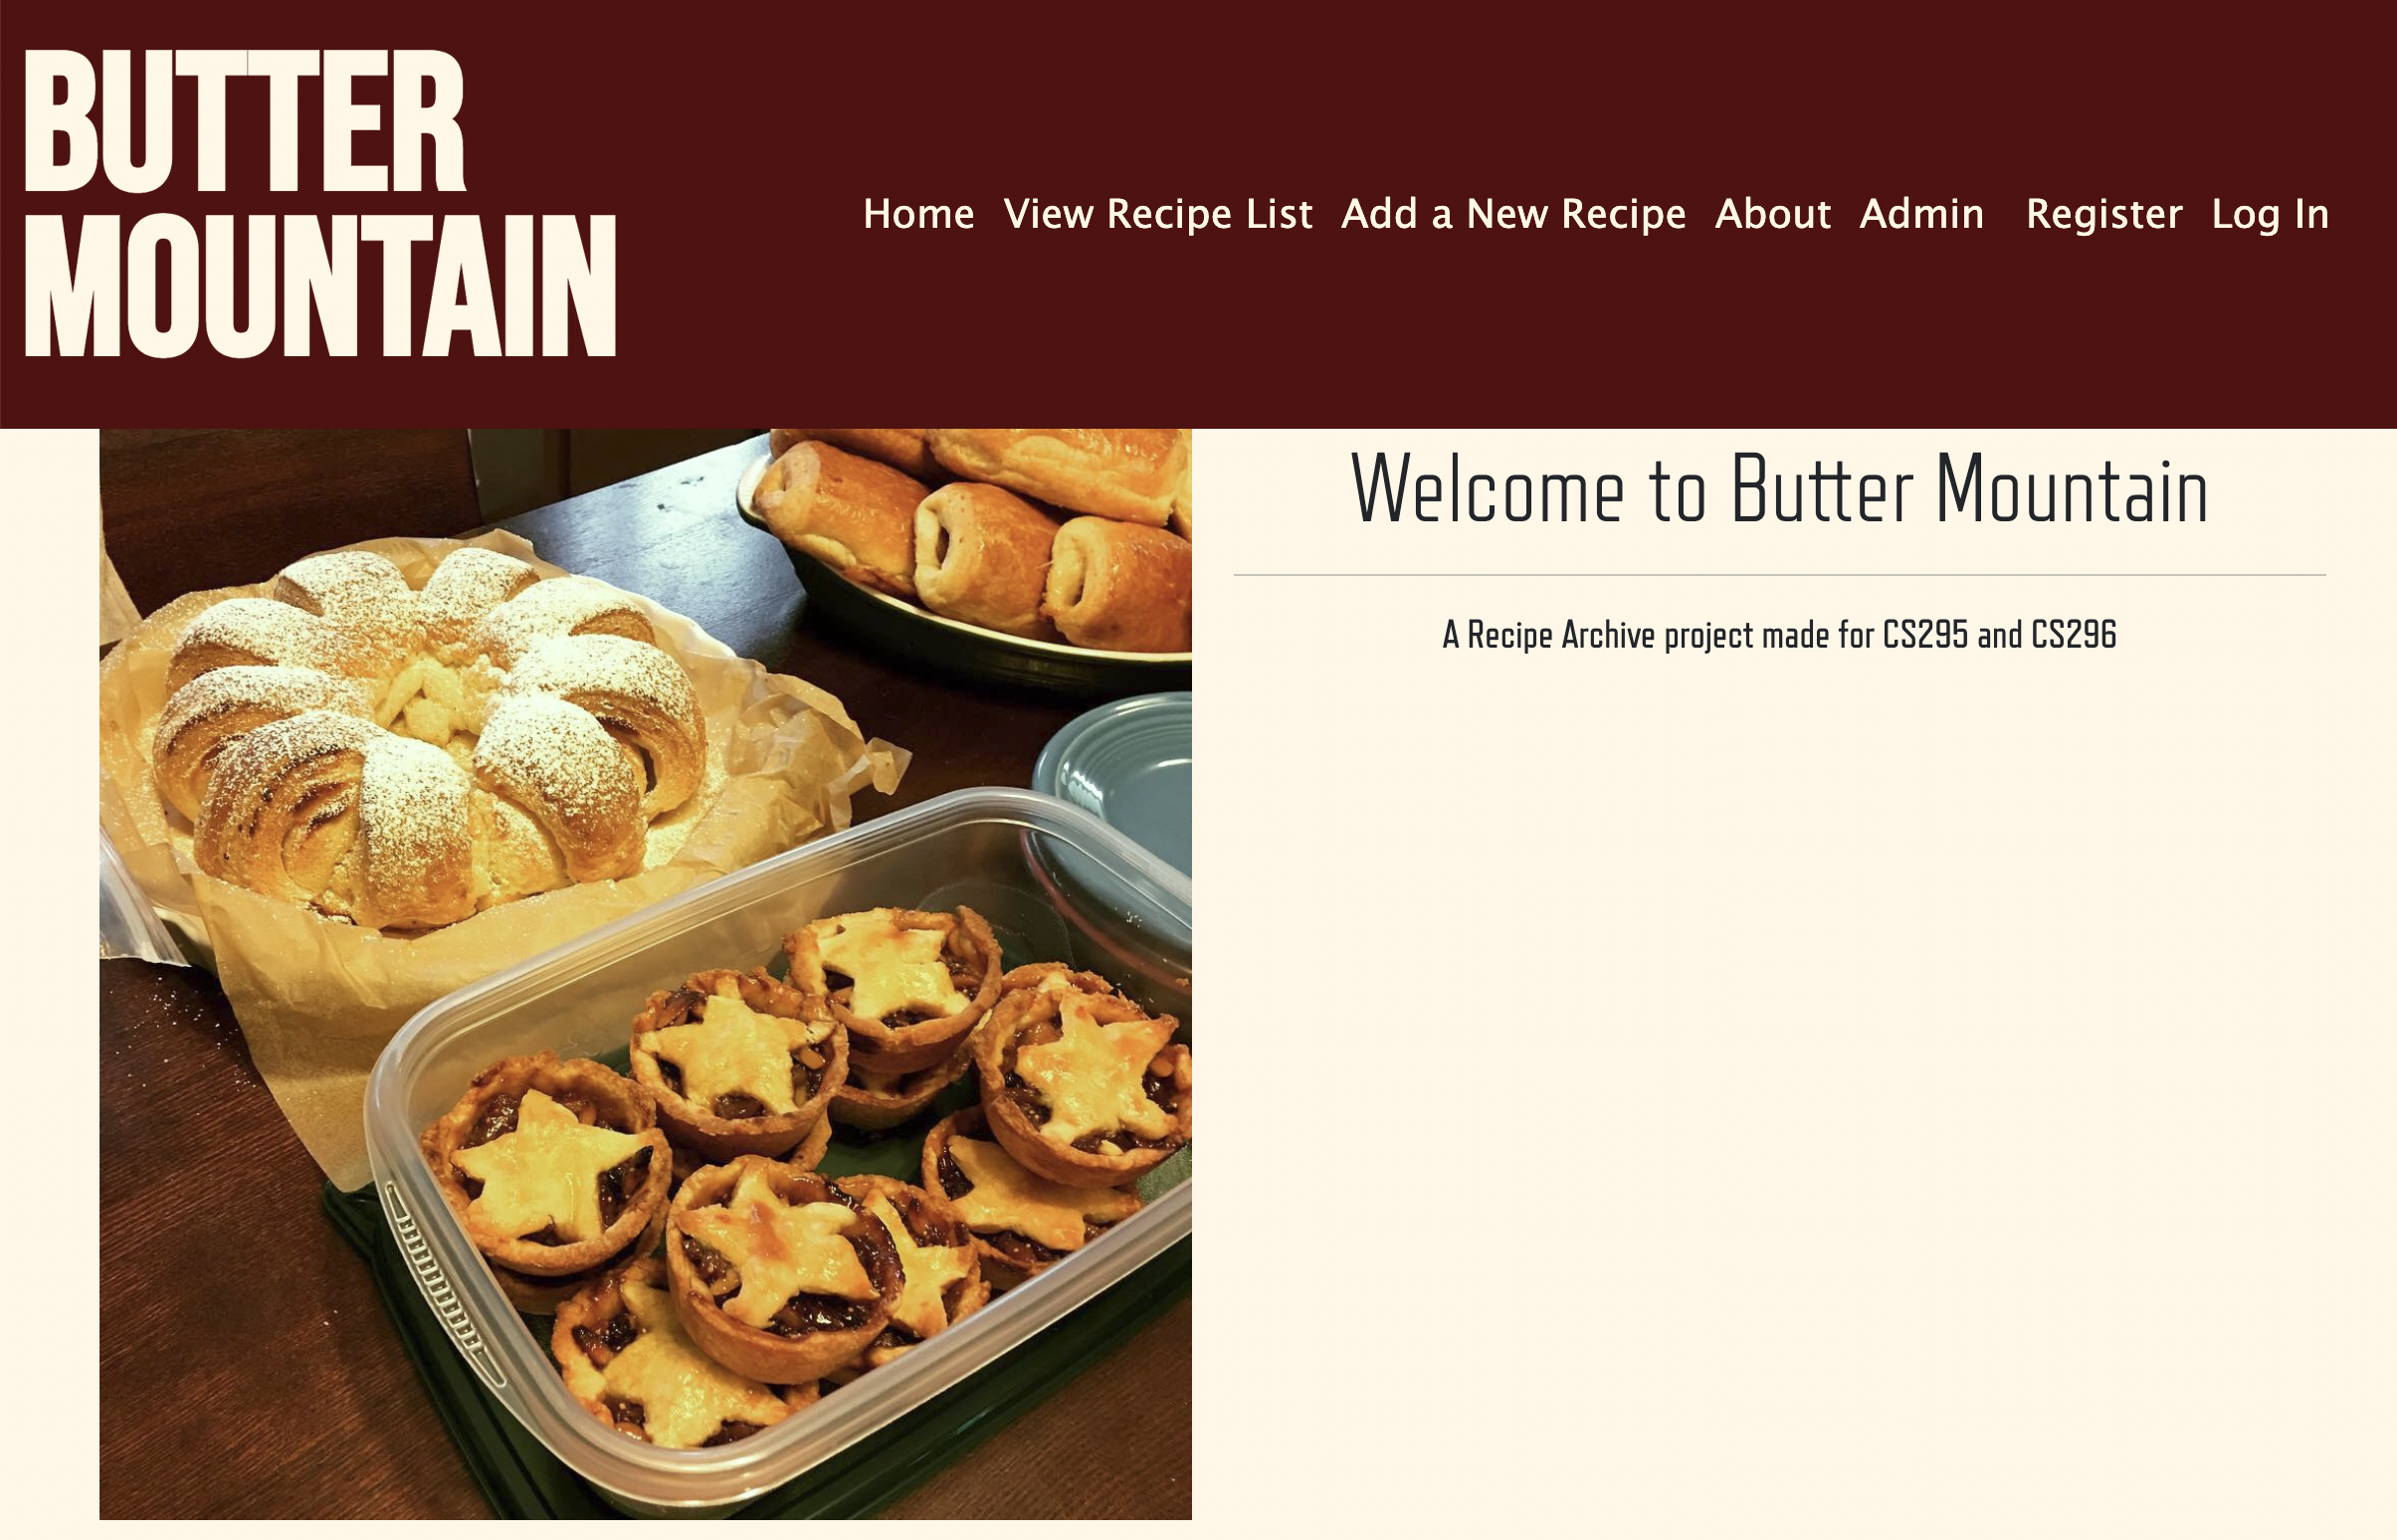 BUTTER
MOUNTAIN
Home View Recipe List Add a New Recipe About Admin Register Log In
Welcome to Butter Mountain
A Recipe Archive project made for CS295 and CS296